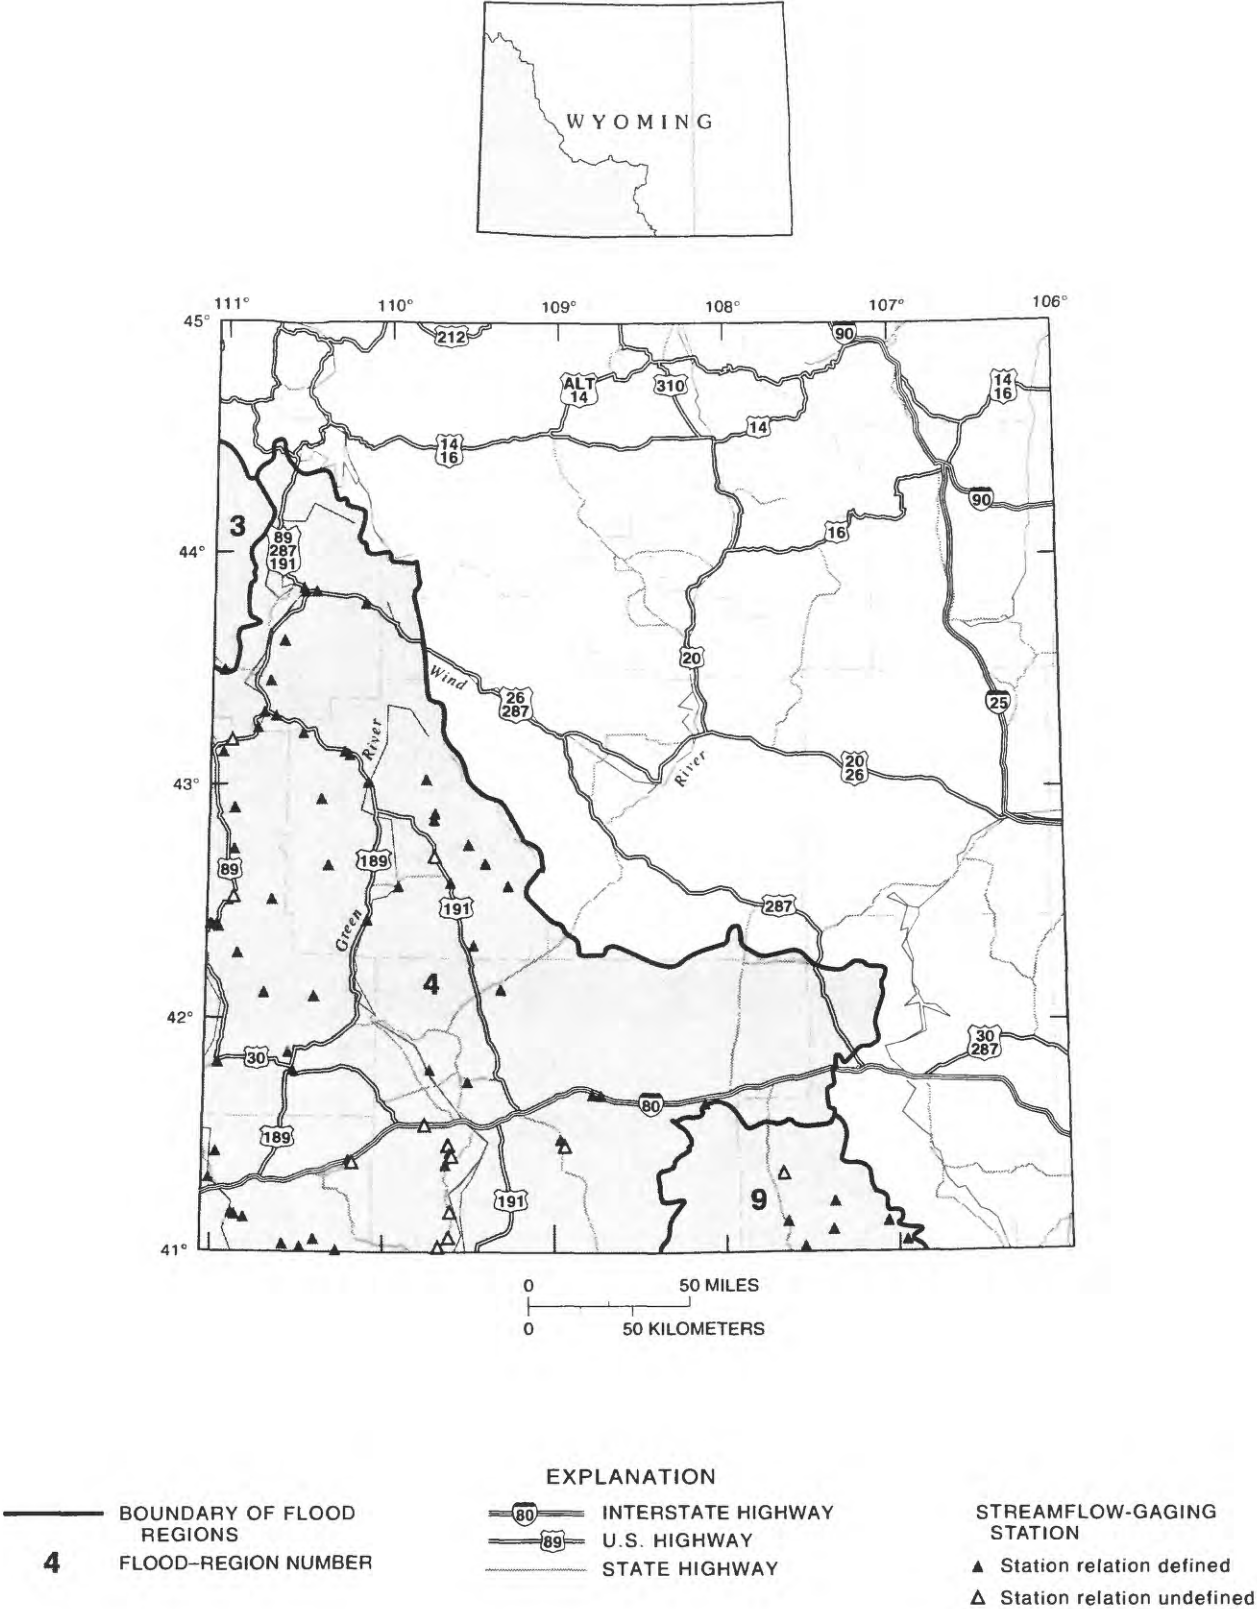 WYOMING
111°
110°
109°
108°
107°
106°
45°
212
90
ALT
14
310
14
16
14
14
16
90
3
16
89
287
191
44°
20
Wind
26
287
25
River
20
26
River
43°
189
89
287
191
Green
4
42°
30
287
30
80
189
191
9
41°
0 50 MILES
0 50 KILOMETERS
EXPLANATION
BOUNDARY OF FLOOD
REGIONS
4 FLOOD–REGION NUMBER
80 INTERSTATE HIGHWAY
89 U.S. HIGHWAY
STATE HIGHWAY
STREAMFLOW-GAGING
STATION
Station relation defined
Station relation undefined